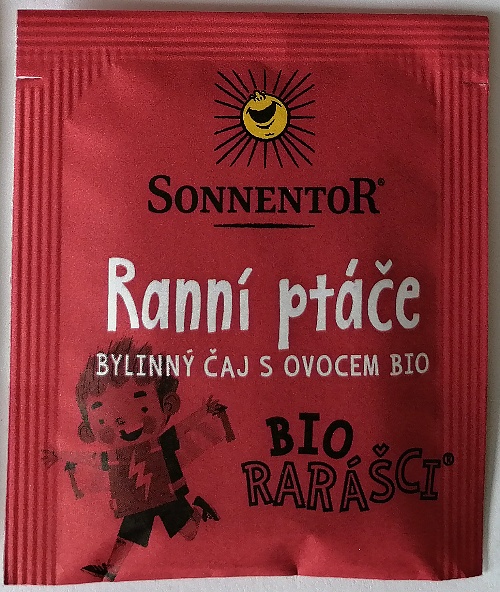 SONNENTOR®
Ranní ptáče
BYLINNÝ ČAJ S OVOCEM BIO
BIO
RARÁŠCI®